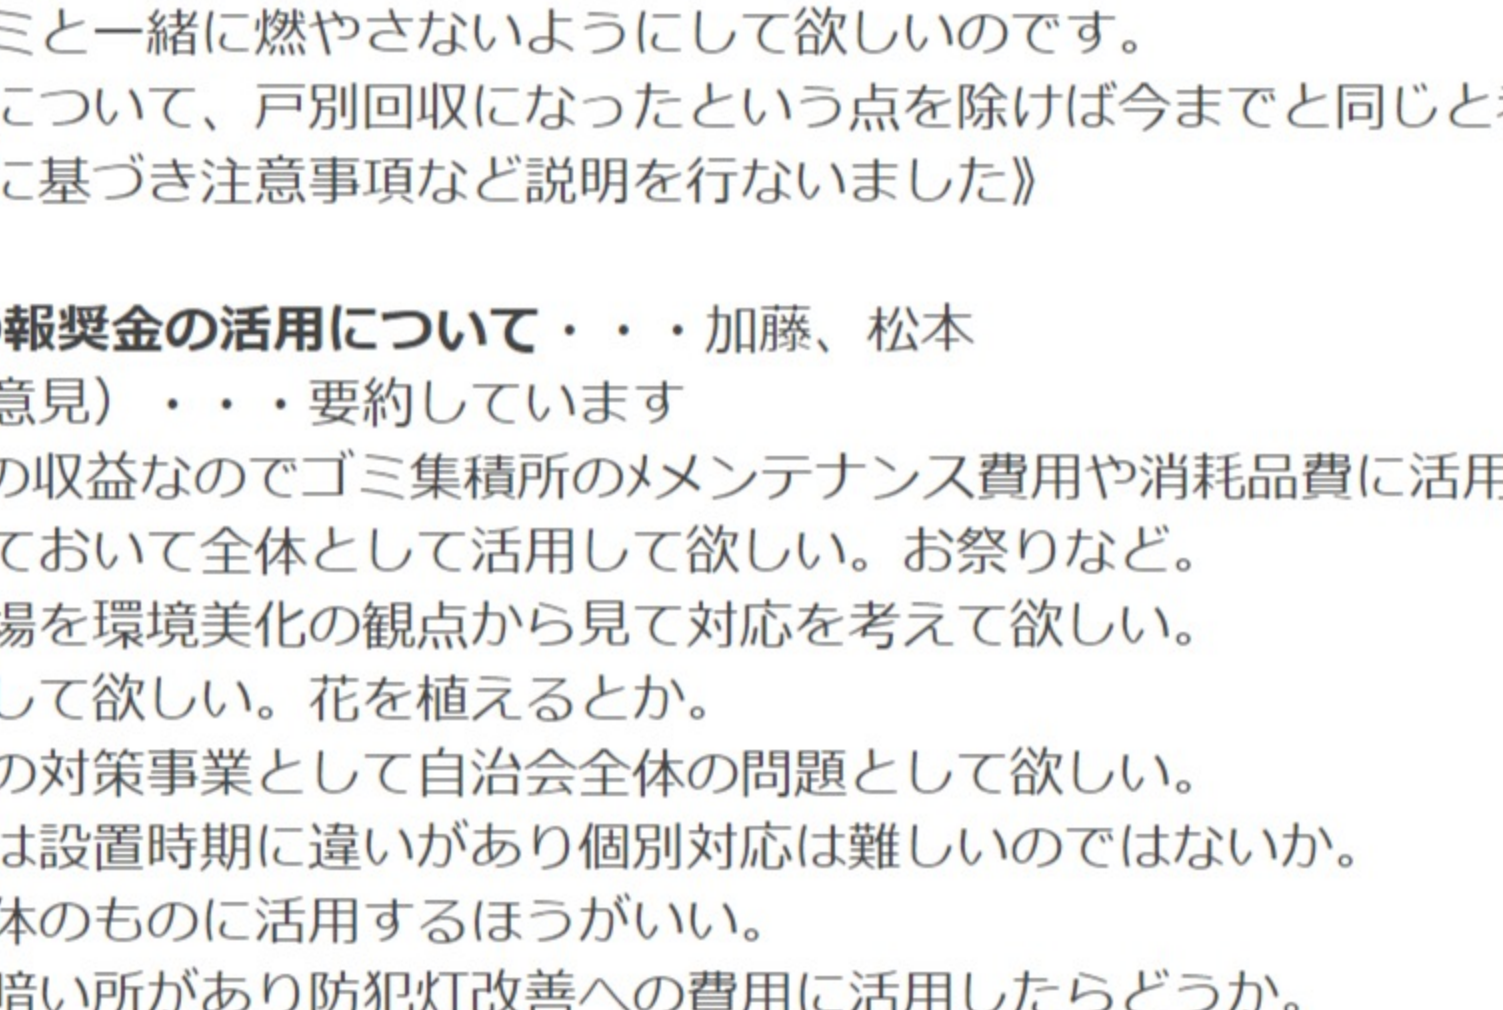 ミと一緒に燃やさないようにして欲しいのです。
について、戸別回収になったという点を除けば今までと同じと
に基づき注意事項など説明を行ないました》
報奨金の活用について・・・加藤、松本
意見）・・・要約しています
の収益なのでゴミ集積所のメメンテナンス費用や消耗品費に活用
ておいて全体として活用して欲しい。お祭りなど。
場を環境美化の観点から見て対応を考えて欲しい。
して欲しい。花を植えるとか。
の対策事業として自治会全体の問題として欲しい。
は設置時期に違いがあり個別対応は難しいのではないか。
体のものに活用するほうがいい。
暗い所があり防犯灯改善への費用に活用したらどうか。